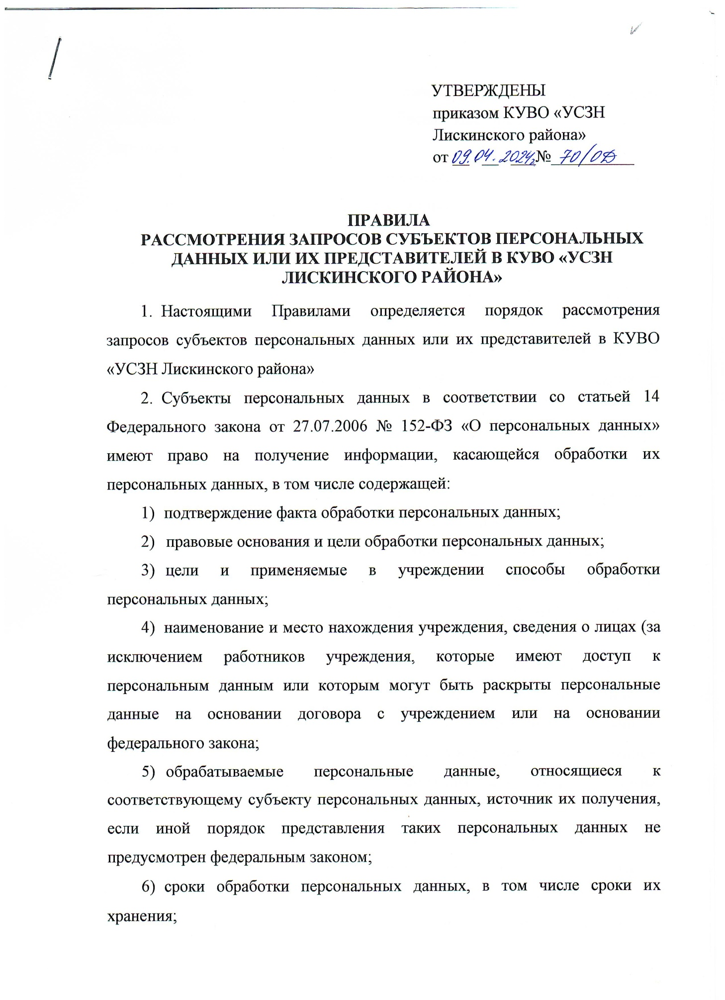 УТВЕРЖДЕНЫ
приказом КУВО «УСЗН
Лискинского района»
от 09.04.2024г № 70/ОД
ПРАВИЛА
РАССМОТРЕНИЯ ЗАПРОСОВ СУБЪЕКТОВ ПЕРСОНАЛЬНЫХ
ДАННЫХ ИЛИ ИХ ПРЕДСТАВИТЕЛЕЙ В КУВО «УСЗН
ЛИСКИНСКОГО РАЙОНА»
1. Настоящими Правилами определяется порядок рассмотрения
запросов субъектов персональных данных или их представителей в КУВО
«УСЗН Лискинского района»
2. Субъекты персональных данных в соответствии со статьей 14
Федерального закона от 27.07.2006 № 152-ФЗ «О персональных данных»
имеют право на получение информации, касающейся обработки их
персональных данных, в том числе содержащей:
1) подтверждение факта обработки персональных данных;
2) правовые основания и цели обработки персональных данных;
3) цели и применяемые в учреждении способы обработки
персональных данных;
4) наименование и место нахождения учреждения, сведения о лицах (за
исключением работников учреждения, которые имеют доступ к
персональным данным или которым могут быть раскрыты персональные
данные на основании договора с учреждением или на основании
федерального закона;
5) обрабатываемые персональные данные, относящиеся к
соответствующему субъекту персональных данных, источник их получения,
если иной порядок представления таких персональных данных не
предусмотрен федеральным законом;
6) сроки обработки персональных данных, в том числе сроки их
хранения;